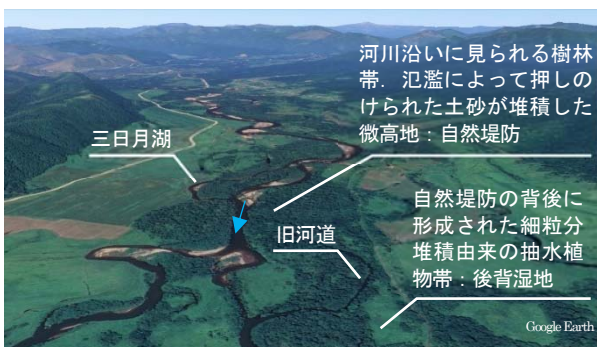 河川沿いに見られる樹林
帯．氾濫によって押しの
けられた土砂が堆積した
微高地：自然堤防
三日月湖
自然堤防の背後に
形成された細粒分
堆積由来の抽水植
物帯：後背湿地
旧河道
Google Earth